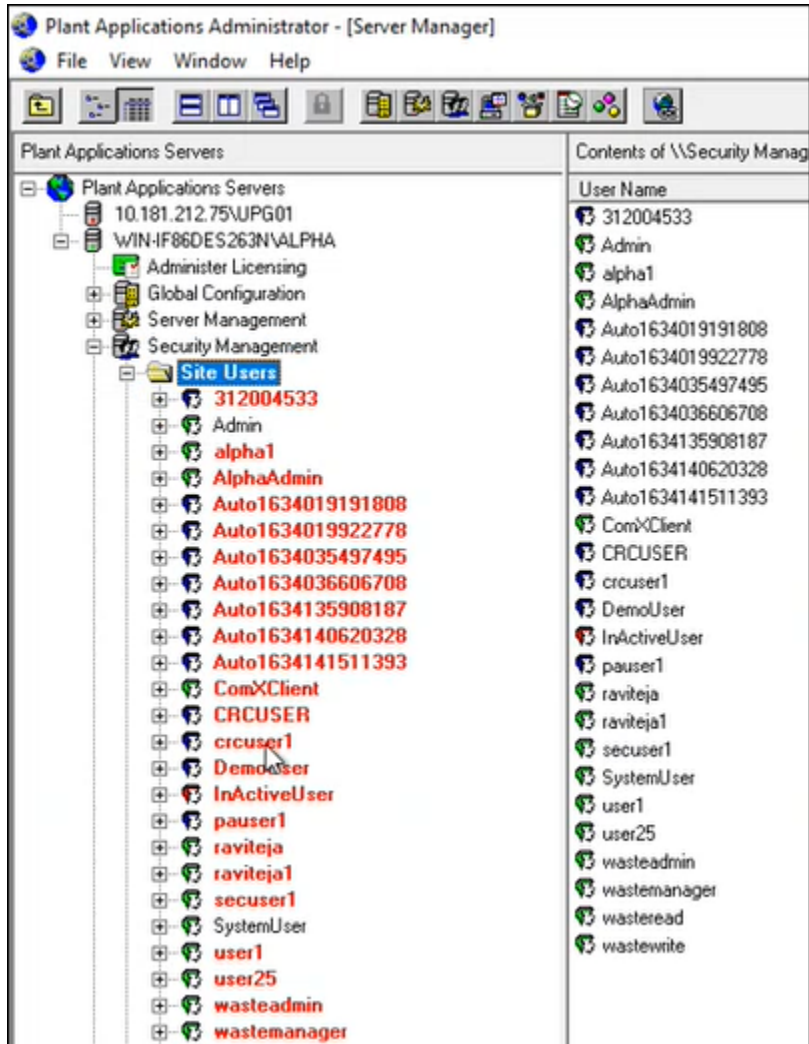 Plant Applications Administrator - [Server Manager]
File View Window Help
Plant Applications Servers
Plant Applications Servers
10.181.212.75\UPG01
WIN-IF86DES263N\ALPHA
Administer Licensing
Global Configuration
Server Management
Security Management
Site Users
312004533
Admin
alpha1
AlphaAdmin
Auto1634019191808
Auto1634019922778
Auto1634035497495
Auto1634036606708
Auto1634135908187
Auto1634140620328
Auto1634141511393
ComXClient
CRCUSER
crcuser1
DemoUser
InActiveUser
pauser1
raviteja
raviteja1
secuser1
SystemUser
user1
user25
wasteadmin
wastemanager
Contents of \\Security Manag
User Name
312004533
Admin
alpha1
AlphaAdmin
Auto1634019191808
Auto1634019922778
Auto1634035497495
Auto1634036606708
Auto1634135908187
Auto1634140620328
Auto1634141511393
ComXClient
CRCUSER
crcuser1
DemoUser
InActiveUser
pauser1
raviteja
raviteja1
secuser1
SystemUser
user1
user25
wasteadmin
wastemanager
wasteread
wastewrite